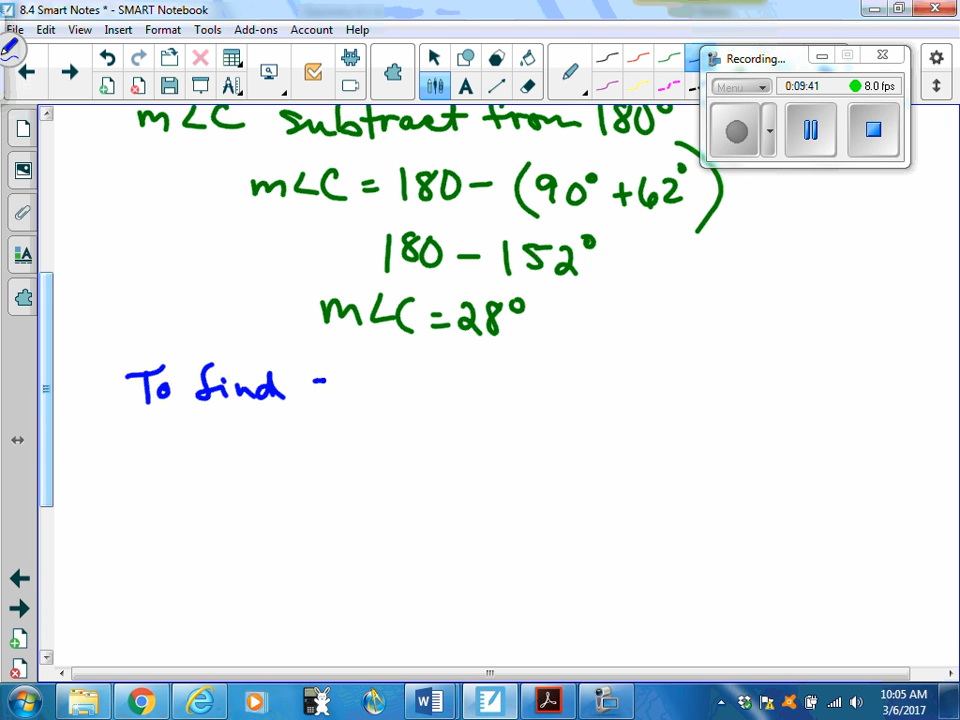 8.4 Smart Notes * - SMART Notebook
File Edit View Insert Format Tools Add-ons Account Help
Recording...
Menu 0:09:41 8.0 fps
m∠C subtract from 180°
m∠C = 180 - (90° + 62°)
180 - 152°
m∠C = 28°
To find -
10:05 AM
3/6/2017